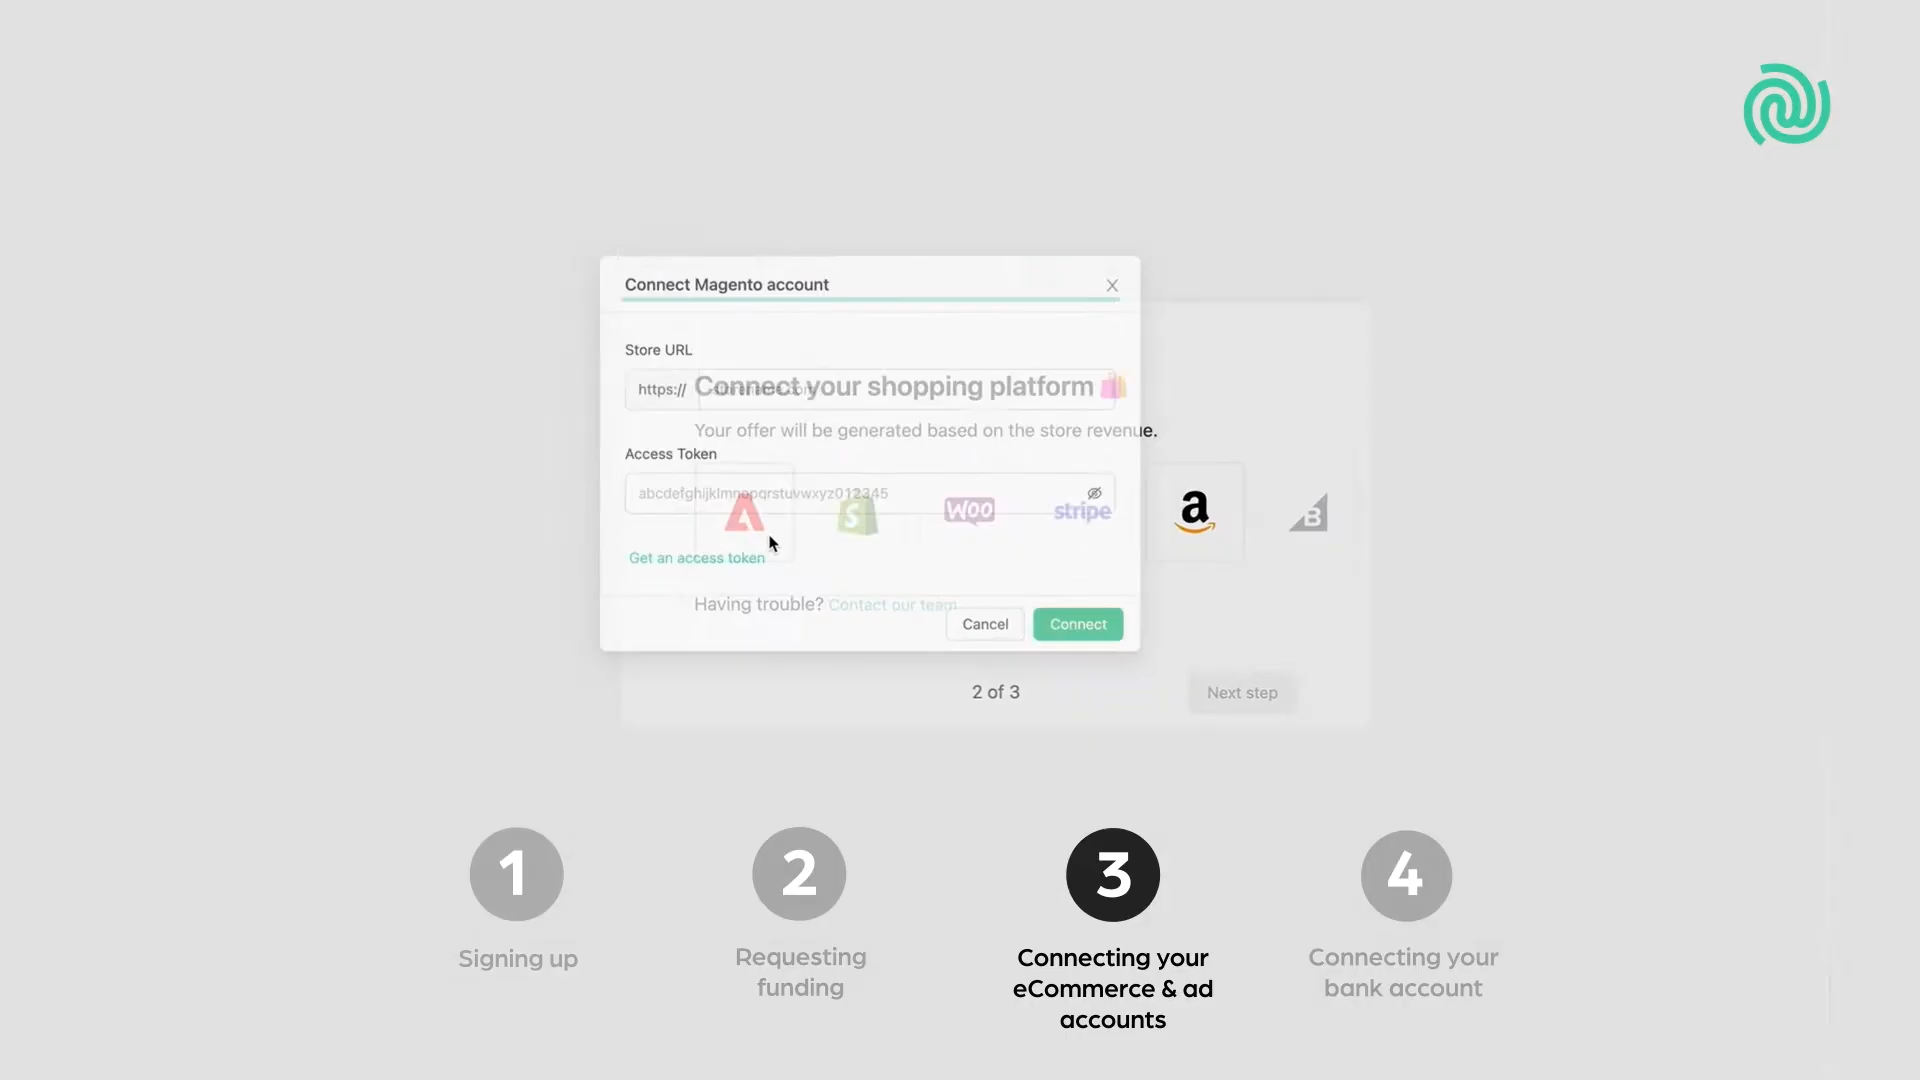 Connect Magento account
Store URL
https://
Connect your shopping platform
Your offer will be generated based on the store revenue.
Access Token
abcdefghijklmnopqrstuvwxyz012345
WOO
stripe
a
B
Get an access token
Having trouble? Contact our team
Cancel
Connect
2 of 3
Next step
1
2
3
4
Signing up
Requesting
funding
Connecting your
eCommerce & ad
accounts
Connecting your
bank account